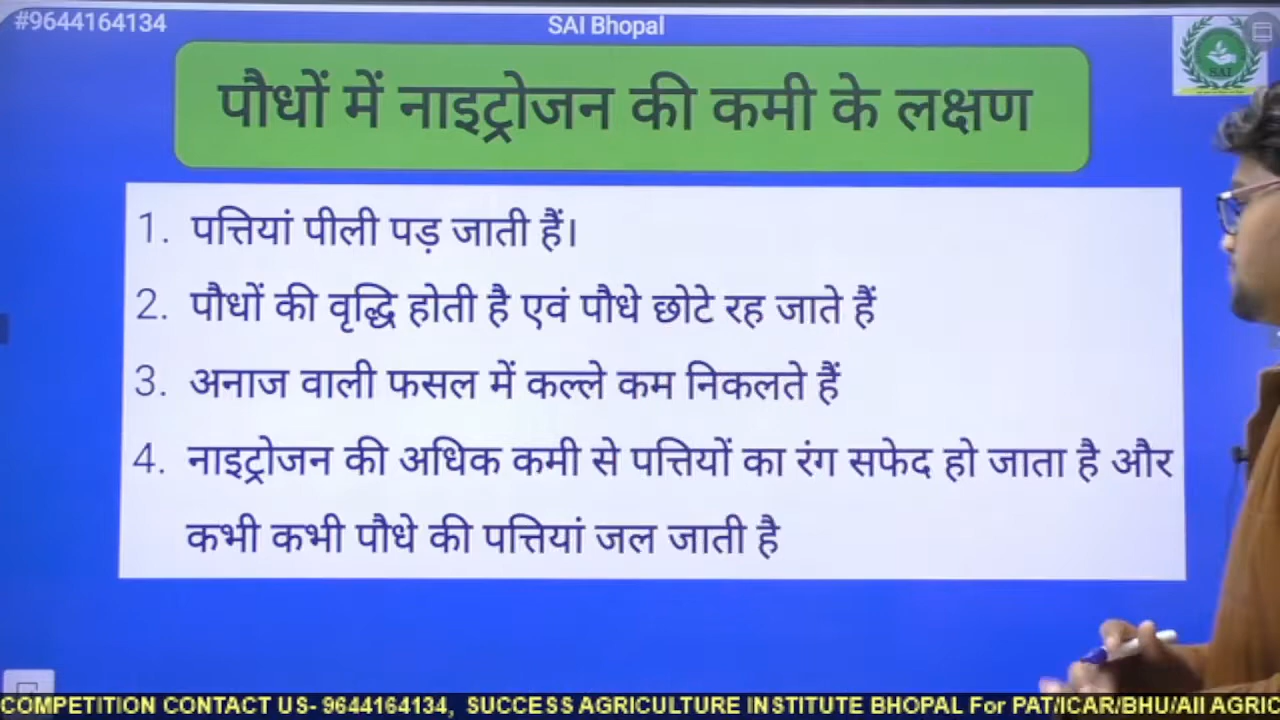 #9644164134
SAI Bhopal
SAI
पौधों में नाइट्रोजन की कमी के लक्षण
1. पत्तियां पीली पड़ जाती हैं।
2. पौधों की वृद्धि होती है एवं पौधे छोटे रह जाते हैं
3. अनाज वाली फसल में कल्ले कम निकलते हैं
4. नाइट्रोजन की अधिक कमी से पत्तियों का रंग सफेद हो जाता है और
कभी कभी पौधे की पत्तियां जल जाती है
COMPETITION CONTACT US- 9644164134, SUCCESS AGRICULTURE INSTITUTE BHOPAL For PAT/ICAR/BHU/All AGRIC